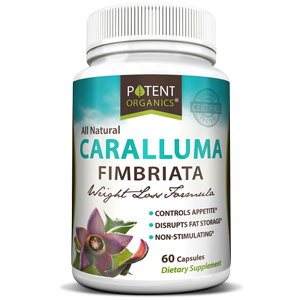 POTENT
ORGANICS®
CERTIFIED
All Natural
CARALLUMA
FIMBRIATA
Weight Loss Formula
• CONTROLS APPETITE*
• DISRUPTS FAT STORAGE*
• NON-STIMULATING*
60 Capsules
Dietary Supplement